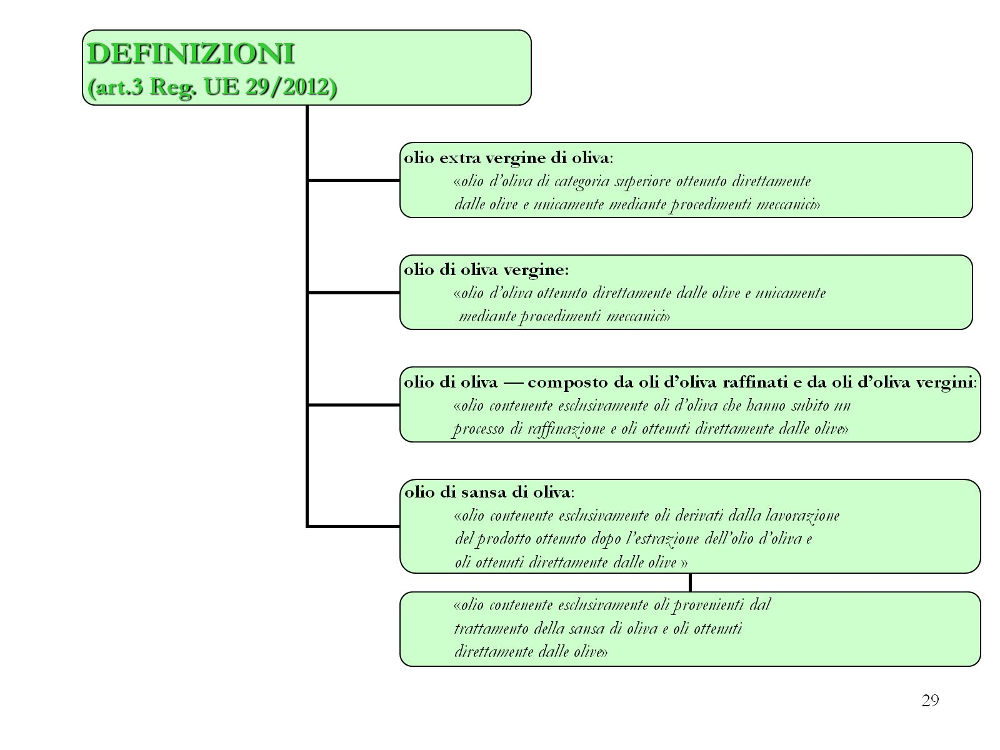 DEFINIZIONI
(art.3 Reg. UE 29/2012)
olio extra vergine di oliva:
«olio d’oliva di categoria superiore ottenuto direttamente
dalle olive e unicamente mediante procedimenti meccanici»
olio di oliva vergine:
«olio d’oliva ottenuto direttamente dalle olive e unicamente
mediante procedimenti meccanici»
olio di oliva — composto da oli d’oliva raffinati e da oli d’oliva vergini:
«olio contenente esclusivamente oli d’oliva che hanno subito un
processo di raffinazione e oli ottenuti direttamente dalle olive»
olio di sansa di oliva:
«olio contenente esclusivamente oli derivati dalla lavorazione
del prodotto ottenuto dopo l’estrazione dell’olio d’oliva e
oli ottenuti direttamente dalle olive »
«olio contenente esclusivamente oli provenienti dal
trattamento della sansa di oliva e oli ottenuti
direttamente dalle olive»
29